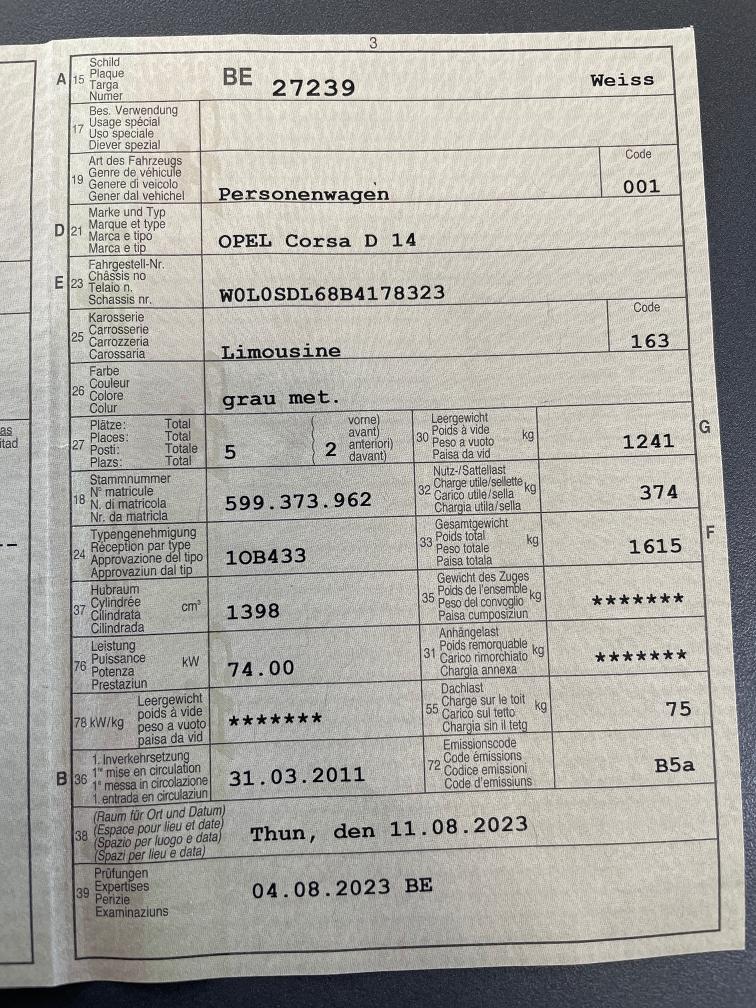 3
A 15 Schild
Plaque
Targa
Numer
BE 27239 Weiss
17 Bes. Verwendung
Usage spécial
Uso speciale
Diever spezial
19 Art des Fahrzeugs
Genre de véhicule
Genere di veicolo
Gener dal vehichel
Personenwagen
Code
001
D 21 Marke und Typ
Marque et type
Marca e tipo
Marca e tip
OPEL Corsa D 14
E 23 Fahrgestell-Nr.
Châssis no
Telaio n.
Schassis nr.
W0L0SDL68B4178323
25 Karosserie
Carrosserie
Carrozzeria
Carossaria
Limousine
Code
163
26 Farbe
Couleur
Colore
Colur
grau met.
27 Plätze: Total
Places: Total
Posti: Totale
Plazs: Total
5
vorne)
avant)
anteriori)
davant)
2
30 Leergewicht
Poids à vide
Peso a vuoto
Paisa da vid
kg
1241
G
18 Stammnummer
N° matricule
N. di matricola
Nr. da matricla
599.373.962
32 Nutz-/Sattellast
Charge utile/sellette
Carico utile/sella
Chargia utila/sella
kg
374
24 Typengenehmigung
Réception par type
Approvazione del tipo
Approvaziun dal tip
1OB433
33 Gesamtgewicht
Poids total
Peso totale
Paisa totala
kg
1615
F
37 Hubraum
Cylindrée
Cilindrata
Cilindrada
cm³
1398
35 Gewicht des Zuges
Poids de l'ensemble
Peso del convoglio
Paisa cumposiziun
kg
*******
76 Leistung
Puissance
Potenza
Prestaziun
kW
74.00
31 Anhängelast
Poids remorquable
Carico rimorchiato
Chargia annexa
kg
*******
78 kW/kg Leergewicht
poids à vide
peso a vuoto
paisa da vid
*******
55 Dachlast
Charge sur le toit
Carico sul tetto
Chargia sin il tetg
kg
75
B 36 1. Inverkehrsetzung
1re mise en circulation
1a messa in circolazione
1. entrada en circulaziun
31.03.2011
72 Emissionscode
Code émissions
Codice emissioni
Code d'emissiuns
B5a
38 (Raum für Ort und Datum)
(Espace pour lieu et date)
(Spazio per luogo e data)
(Spazi per lieu e data)
Thun, den 11.08.2023
39 Prüfungen
Expertises
Perizie
Examinaziuns
04.08.2023 BE